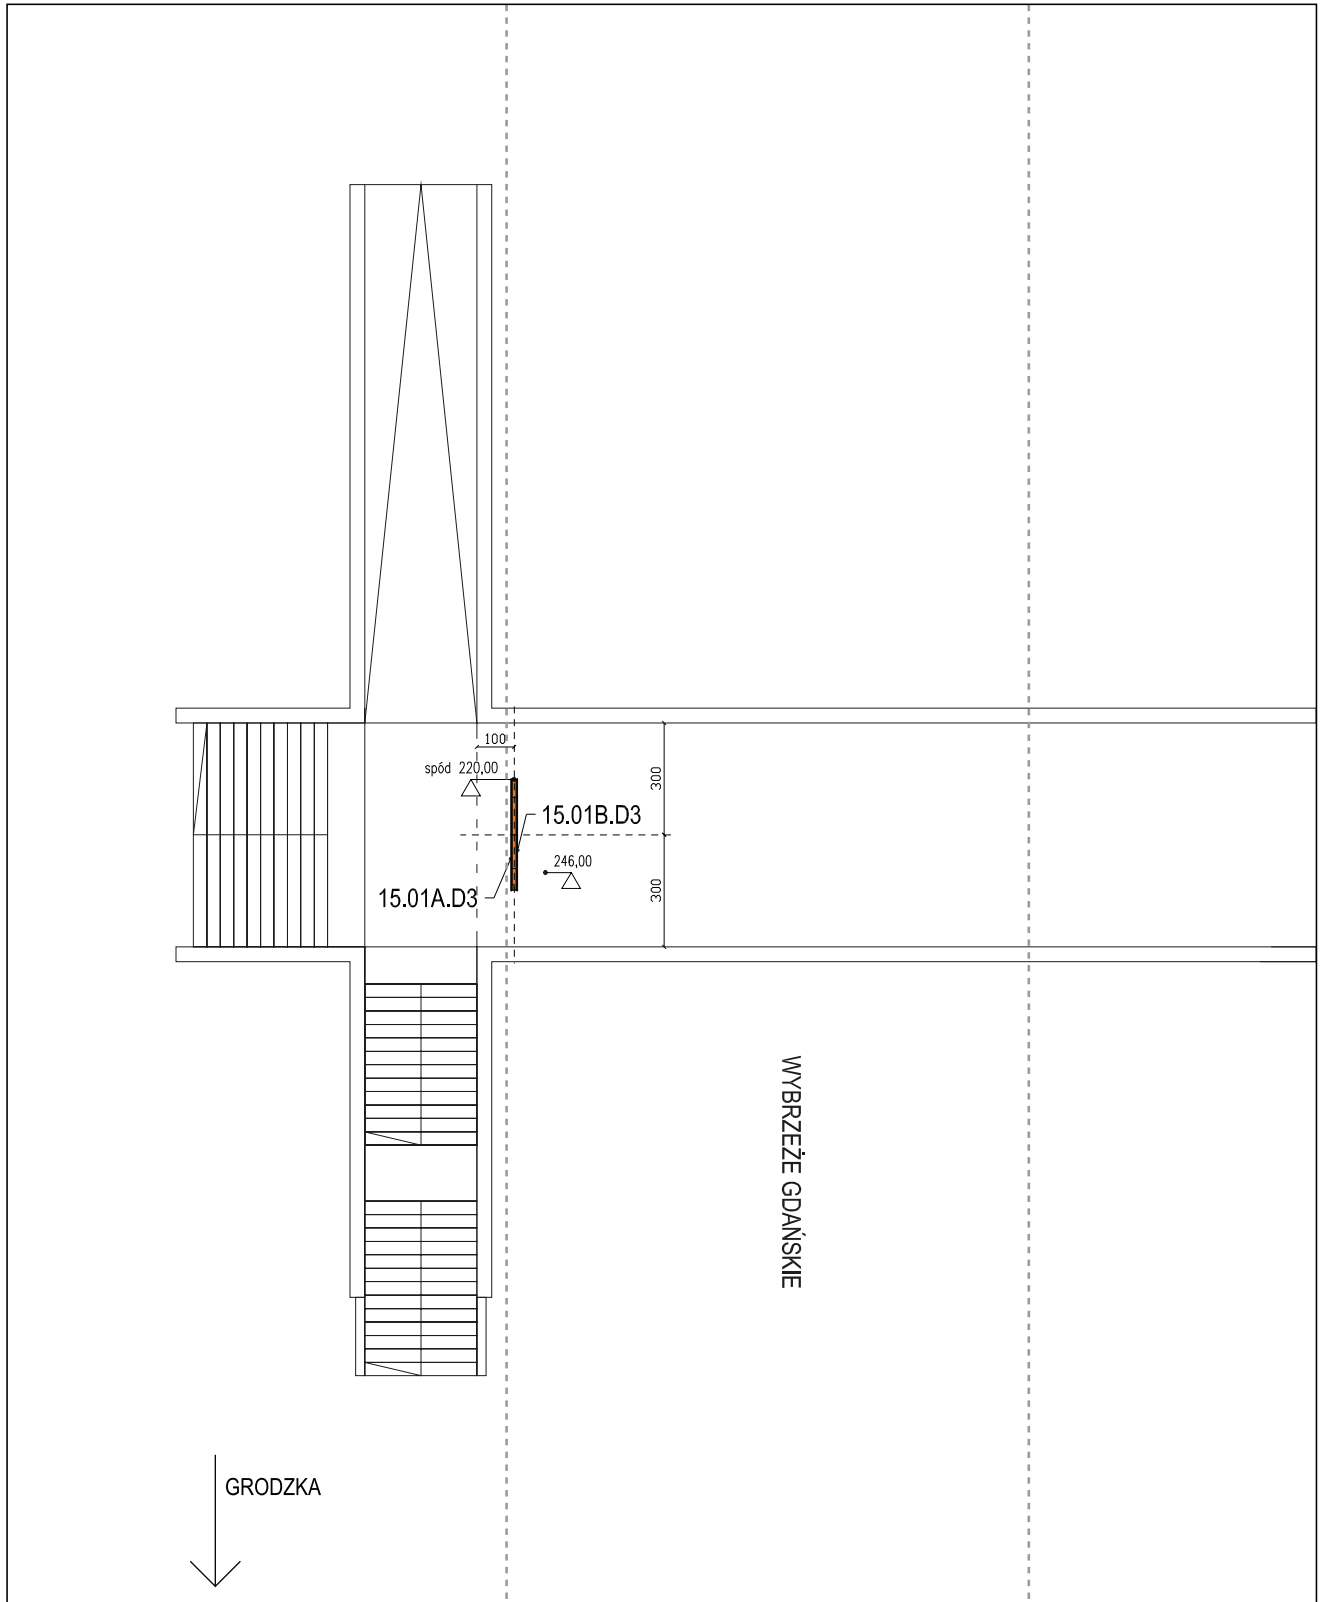 100
spód 220,00
300
15.01B.D3
246,00
15.01A.D3
300
WYBRZEŻE GDAŃSKIE
GRODZKA